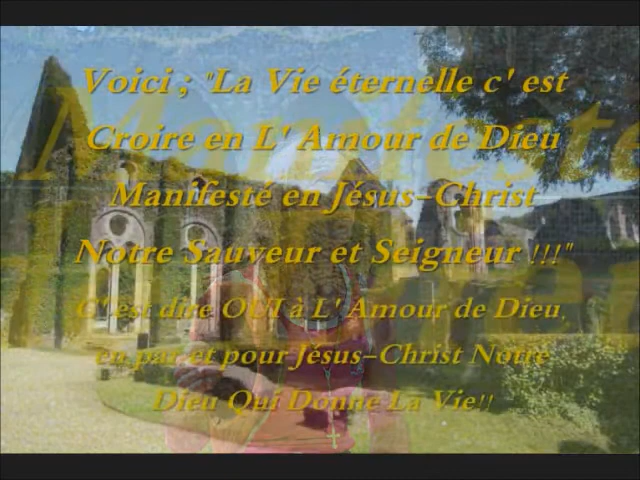 Voici ; "La Vie éternelle c' est
Croire en L' Amour de Dieu
Manifesté en Jésus-Christ
Notre Sauveur et Seigneur !!!"
C' est dire OUI à L' Amour de Dieu,
en par et pour Jésus-Christ Notre
Dieu Qui Donne La Vie!!